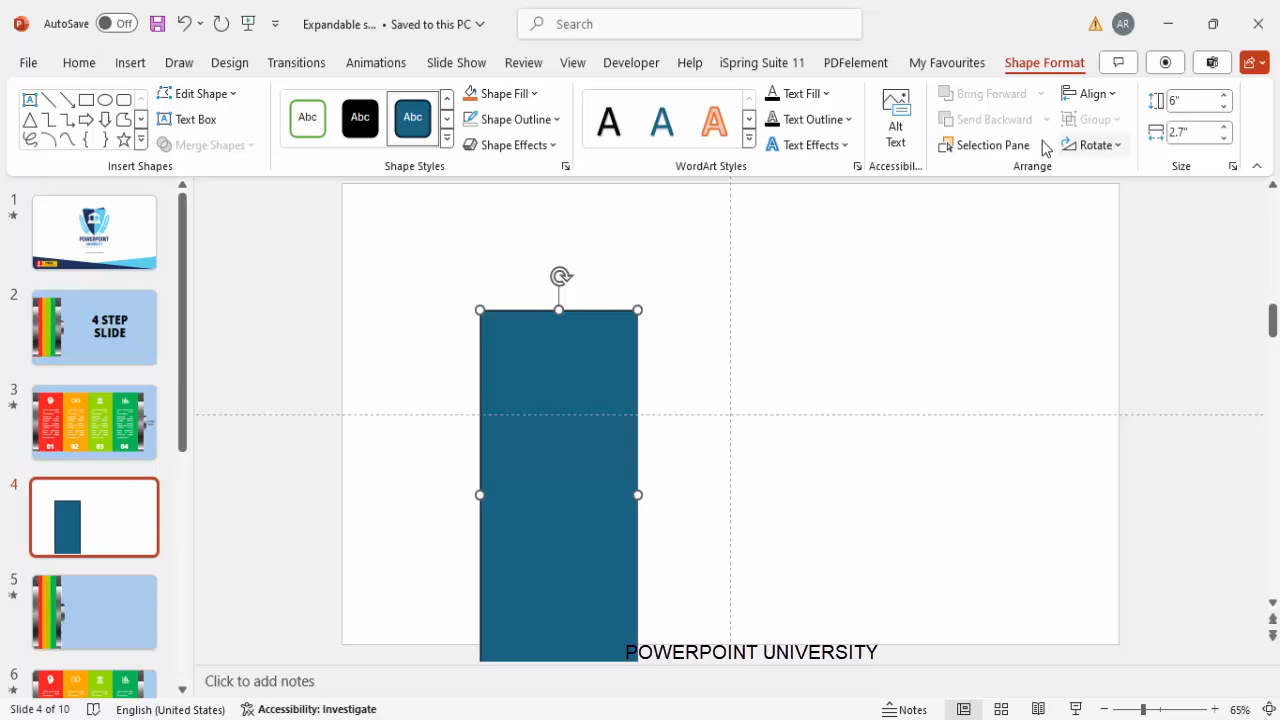 AutoSave Off Expandable s... • Saved to this PC Search AR
File Home Insert Draw Design Transitions Animations Slide Show Review View Developer Help iSpring Suite 11 PDFelement My Favourites Shape Format
Edit Shape
Text Box
Merge Shapes
Insert Shapes
Abc Abc Abc
Shape Fill
Shape Outline
Shape Effects
Shape Styles
A A A
Text Fill
Text Outline
Text Effects
WordArt Styles
Alt
Text
Accessibil...
Bring Forward
Send Backward
Selection Pane
Align
Group
Rotate
Arrange
6"
2.7"
Size
1
POWERPOINT
UNIVERSITY
2
4 STEP
SLIDE
3
01 02 03 04
4
5
6
POWERPOINT UNIVERSITY
Click to add notes
Slide 4 of 10 English (United States) Accessibility: Investigate Notes 65%